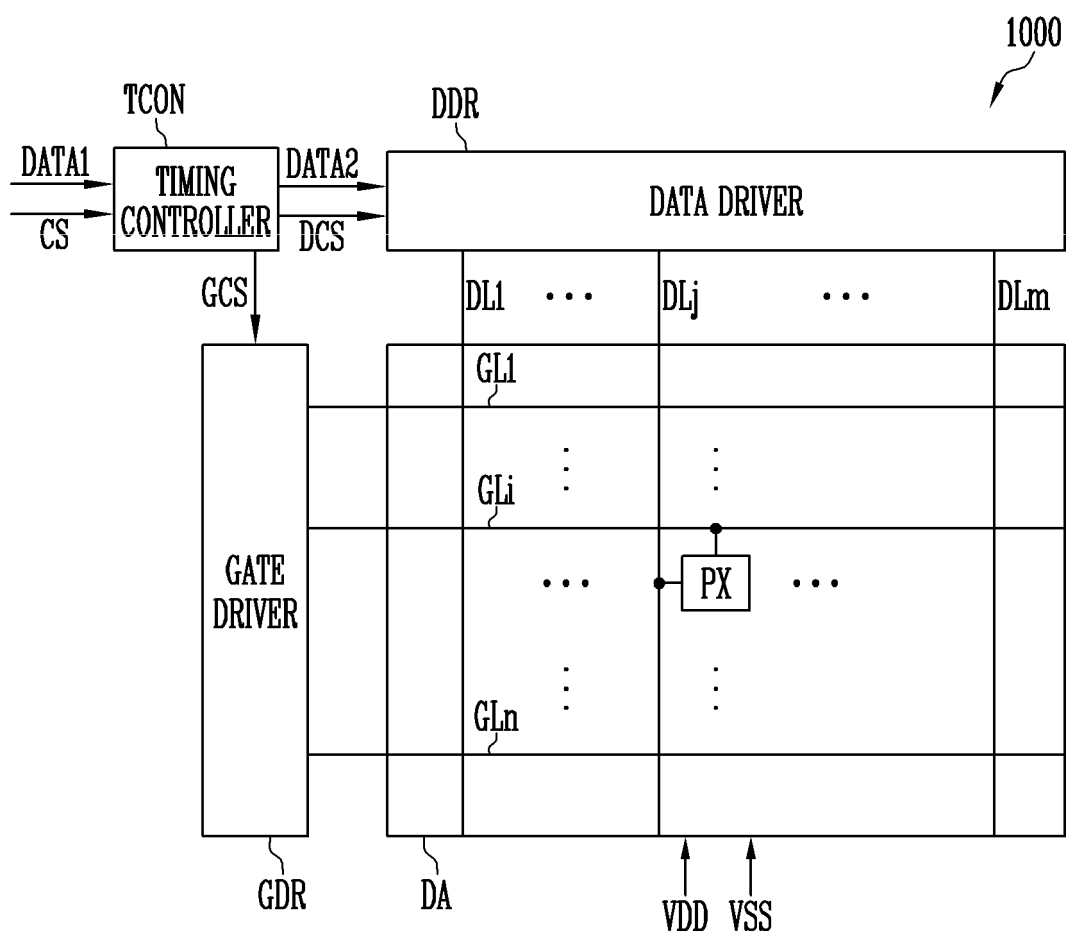 1000
TCON
DDR
DATA1
TIMING
CONTROLLER
DATA2
DATA DRIVER
CS
DCS
GCS
DL1
•••
DLj
•••
DLm
GL1
GLi
GATE
DRIVER
•••
PX
•••
GLn
GDR
DA
VDD
VSS